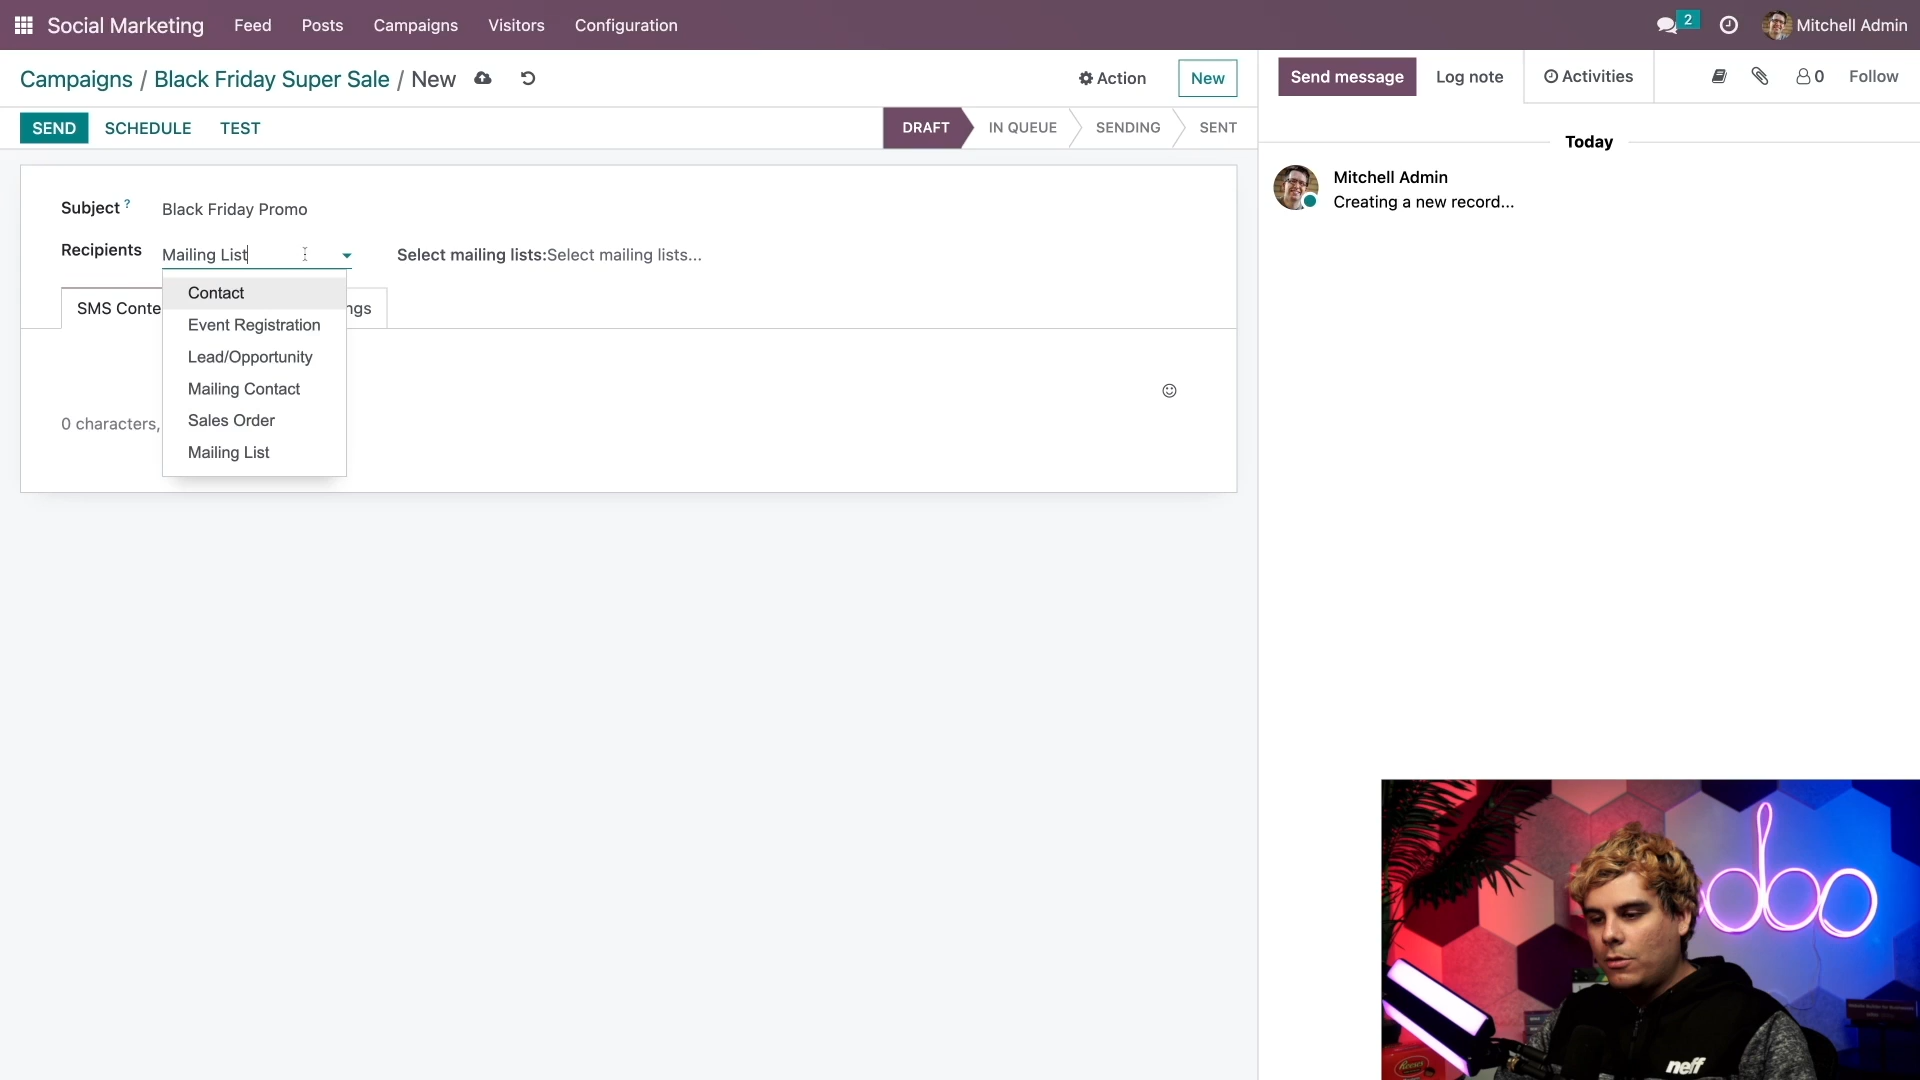 Social Marketing Feed Posts Campaigns Visitors Configuration 2 Mitchell Admin
Campaigns / Black Friday Super Sale / New Action New
Send message Log note Activities 0 Follow
SEND SCHEDULE TEST DRAFT IN QUEUE SENDING SENT
Today
Mitchell Admin
Creating a new record...
Subject ? Black Friday Promo
Recipients Mailing List Select mailing lists:Select mailing lists...
SMS Conte ngs
Contact
Event Registration
Lead/Opportunity
Mailing Contact
Sales Order
Mailing List
0 characters,
neff
Reese's